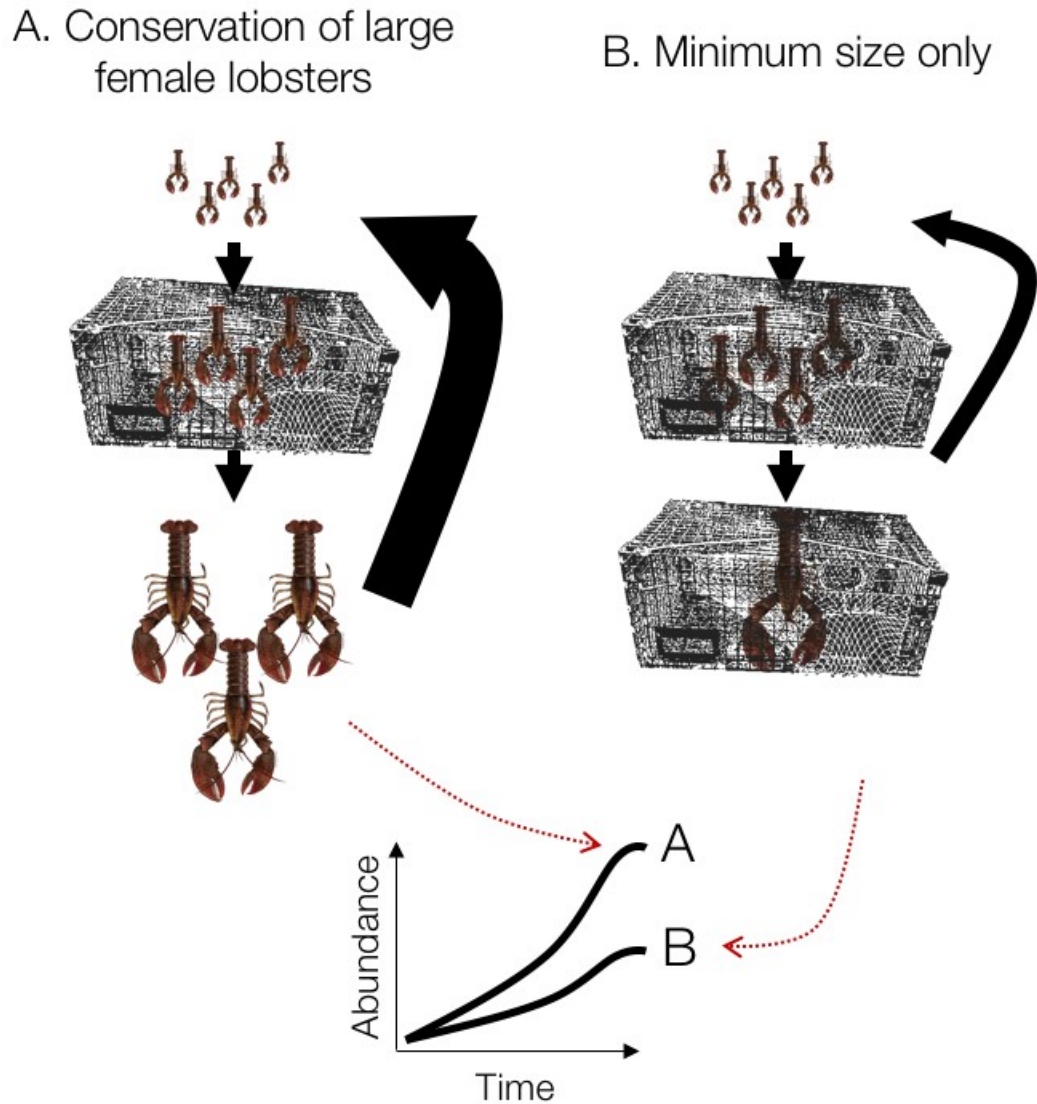 A. Conservation of large
female lobsters
B. Minimum size only
A
B
Abundance
Time